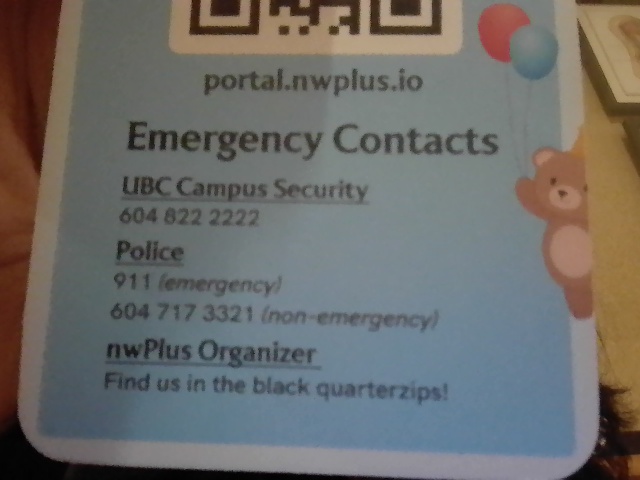 portal.nwplus.io
Emergency Contacts
UBC Campus Security
604 822 2222
Police
911 (emergency)
604 717 3321 (non-emergency)
nwPlus Organizer
Find us in the black quarterzips!